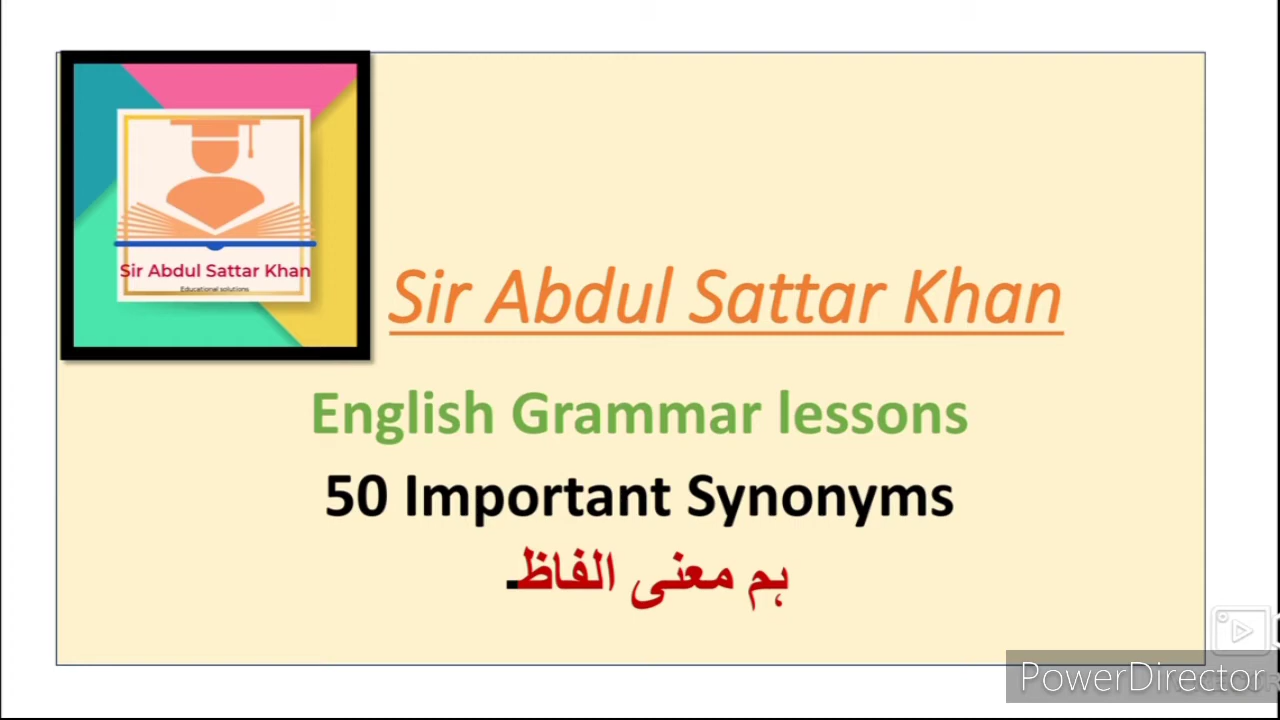 Sir Abdul Sattar Khan
Educational solutions
Sir Abdul Sattar Khan
English Grammar lessons
50 Important Synonyms
ہم معنی الفاظ۔
PowerDirector